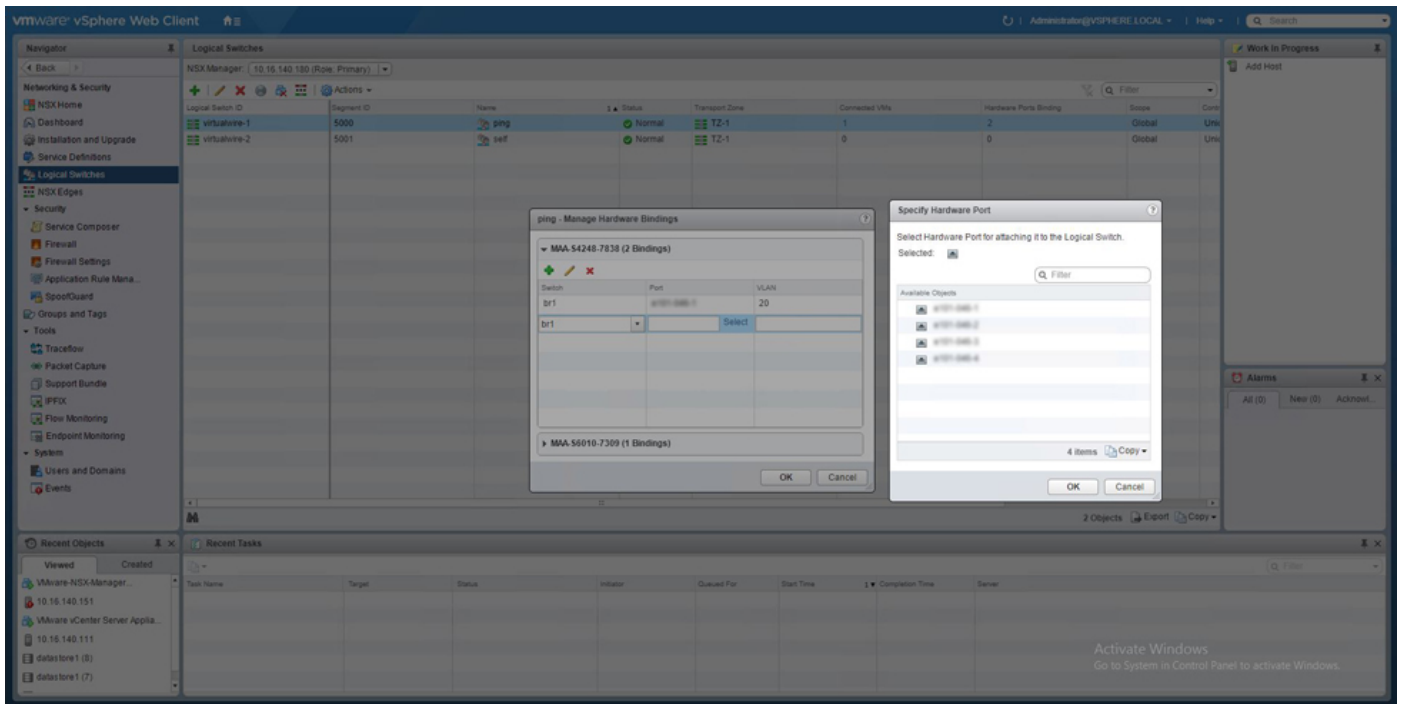 vmware® vSphere Web Client
Administrator@VSPHERE.LOCAL | Help | Search
Navigator
Back
Networking & Security
NSX Home
Dashboard
Installation and Upgrade
Service Definitions
Logical Switches
NSX Edges
Security
Service Composer
Firewall
Firewall Settings
Application Rule Mana...
SpoofGuard
Groups and Tags
Tools
Traceflow
Packet Capture
Support Bundle
IPFIX
Flow Monitoring
Endpoint Monitoring
System
Users and Domains
Events
Logical Switches
NSX Manager: 10.16.140.180 (Role: Primary)
Actions
Filter
Logical Switch ID Segment ID Name 1 Status Transport Zone Connected VMs Hardware Ports Binding Scope Cont
virtualwire-1 5000 ping Normal TZ-1 1 2 Global Uni
virtualwire-2 5001 self Normal TZ-1 0 0 Global Uni
2 Objects Export Copy
ping - Manage Hardware Bindings
MAA-S4248-7838 (2 Bindings)
Switch Port VLAN
br1 20
br1 Select
MAA-S6010-7309 (1 Bindings)
OK Cancel
Specify Hardware Port
Select Hardware Port for attaching it to the Logical Switch.
Selected:
Filter
Available Objects
4 items Copy
OK Cancel
Work In Progress
Add Host
Alarms
All (0) New (0) Acknowl...
Recent Objects
Viewed Created
VMware-NSX-Manager...
10.16.140.151
VMware vCenter Server Applia...
10.16.140.111
datastore1 (8)
datastore1 (7)
Recent Tasks
Filter
Task Name Target Status Initiator Queued For Start Time 1 Completion Time Server
Activate Windows
Go to System in Control Panel to activate Windows.